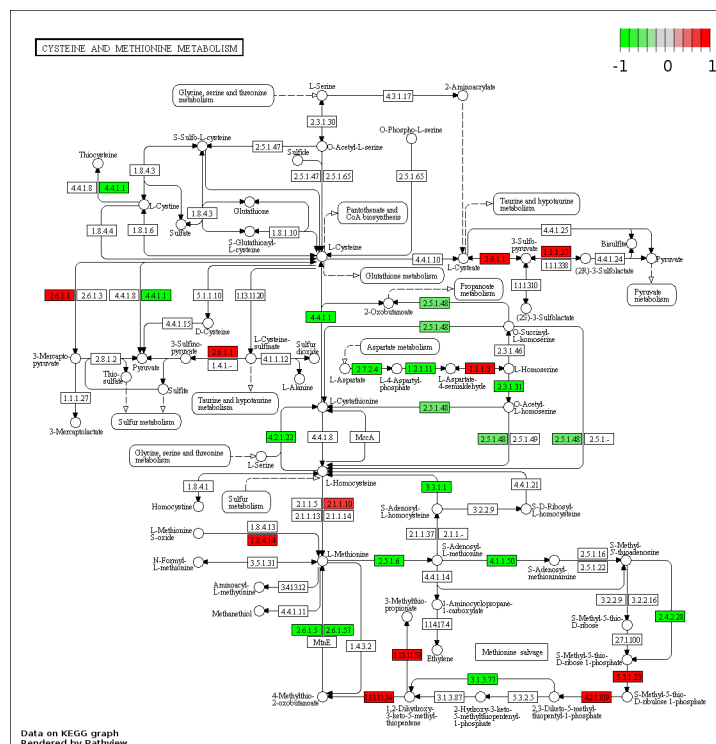 CYSTEINE AND METHIONINE METABOLISM
-1 0 1
Glycine, serine and threonine
metabolism
L-Serine
4.3.1.17
2-Aminoacrylate
2.3.1.30
O-Phospho-L-serine
S-Sulfo-L-cysteine
2.5.1.47
O-Acetyl-L-serine
Sulfide
Thiocysteine
1.8.4.3
2.5.1.47
2.5.1.65
2.5.1.65
4.4.1.8
4.4.1.1
L-Cystine
Glutathione
1.8.4.3
Sulfate
Pantothenate and
CoA biosynthesis
Taurine and hypotaurine
metabolism
1.8.4.4
1.8.1.6
1.8.1.10
S-Glutathionyl-
L-cysteine
L-Cysteine
4.4.1.10
L-Cysteate
2.6.1.1
3-Sulfo-
pyruvate
1.1.1.37
1.1.1.338
4.4.1.25
Bisulfite
4.4.1.24
(2R)-3-Sulfolactate
Pyruvate
Glutathione metabolism
1.1.1.310
Pyruvate
metabolism
Propanoate
metabolism
2.6.1.1
2.6.1.3
4.4.1.8
4.4.1.1
5.1.1.10
1.13.11.20
2-Oxobutanoate
2.5.1.48
(2S)-3-Sulfolactate
4.4.1.1
4.4.1.15
D-Cysteine
2.5.1.48
O-Succinyl-
L-homoserine
3-Mercapto-
pyruvate
2.8.1.2
Pyruvate
3-Sulfino-
pyruvate
2.6.1.1
1.4.1.-
L-Cysteine-
sulfinate
4.1.1.12
Sulfur
dioxide
L-Alanine
Aspartate metabolism
2.3.1.46
Thio-
sulfate
Sulfite
L-Aspartate
2.7.2.4
L-4-Aspartyl-
phosphate
1.2.1.11
L-Aspartate-
4-semialdehyde
1.1.1.3
L-Homoserine
1.1.1.27
2.3.1.31
3-Mercaptolactate
Sulfur metabolism
Taurine and hypotaurine
metabolism
L-Cystathionine
2.5.1.48
O-Acetyl-
L-homoserine
4.2.1.22
4.4.1.8
MccA
2.5.1.48
2.5.1.49
2.5.1.48
2.5.1.-
Glycine, serine and threonine
metabolism
L-Serine
L-Homocysteine
1.8.4.1
Homocystine
Sulfur
metabolism
3.3.1.1
4.4.1.21
2.1.1.5
2.1.1.10
2.1.1.13
2.1.1.14
S-Adenosyl-
L-homocysteine
3.2.2.9
S-D-Ribosyl-
L-homocysteine
L-Methionine
S-oxide
1.8.4.13
1.8.4.14
2.1.1.37
2.1.1.-
N-Formyl-
L-methionine
3.5.1.31
L-Methionine
2.5.1.6
S-Adenosyl-
L-methionine
4.1.1.50
S-Adenosyl-
methioninamine
2.5.1.16
2.5.1.22
S-Methyl-
5'-thioadenosine
4.4.1.14
Aminoacyl-
L-methionine
3.4.13.12
3-Methylthio-
propionate
1-Aminocyclopropane-
1-carboxylate
3.2.2.9
3.2.2.16
Methanethiol
4.4.1.11
1.14.17.4
S-Methyl-5-thio-
D-ribose
2.4.2.28
2.6.1.5
2.6.1.57
MtnE
1.4.3.2
2.7.1.100
1.13.11.53
Ethylene
Methionine salvage
S-Methyl-5-thio-
D-ribose 1-phosphate
3.1.3.77
5.3.1.23
4-Methylthio-
2-oxobutanoate
1.13.11.54
1,2-Dihydroxy-
3-keto-5-methyl-
thiopentene
3.1.3.87
2-Hydroxy-3-keto-
5-methylthiopentenyl-
1-phosphate
5.3.2.5
2,3-Diketo-5-methyl-
thiopentyl-1-phosphate
4.2.1.109
S-Methyl-5-thio-
D-ribulose 1-phosphate
Data on KEGG graph
Rendered by Pathview